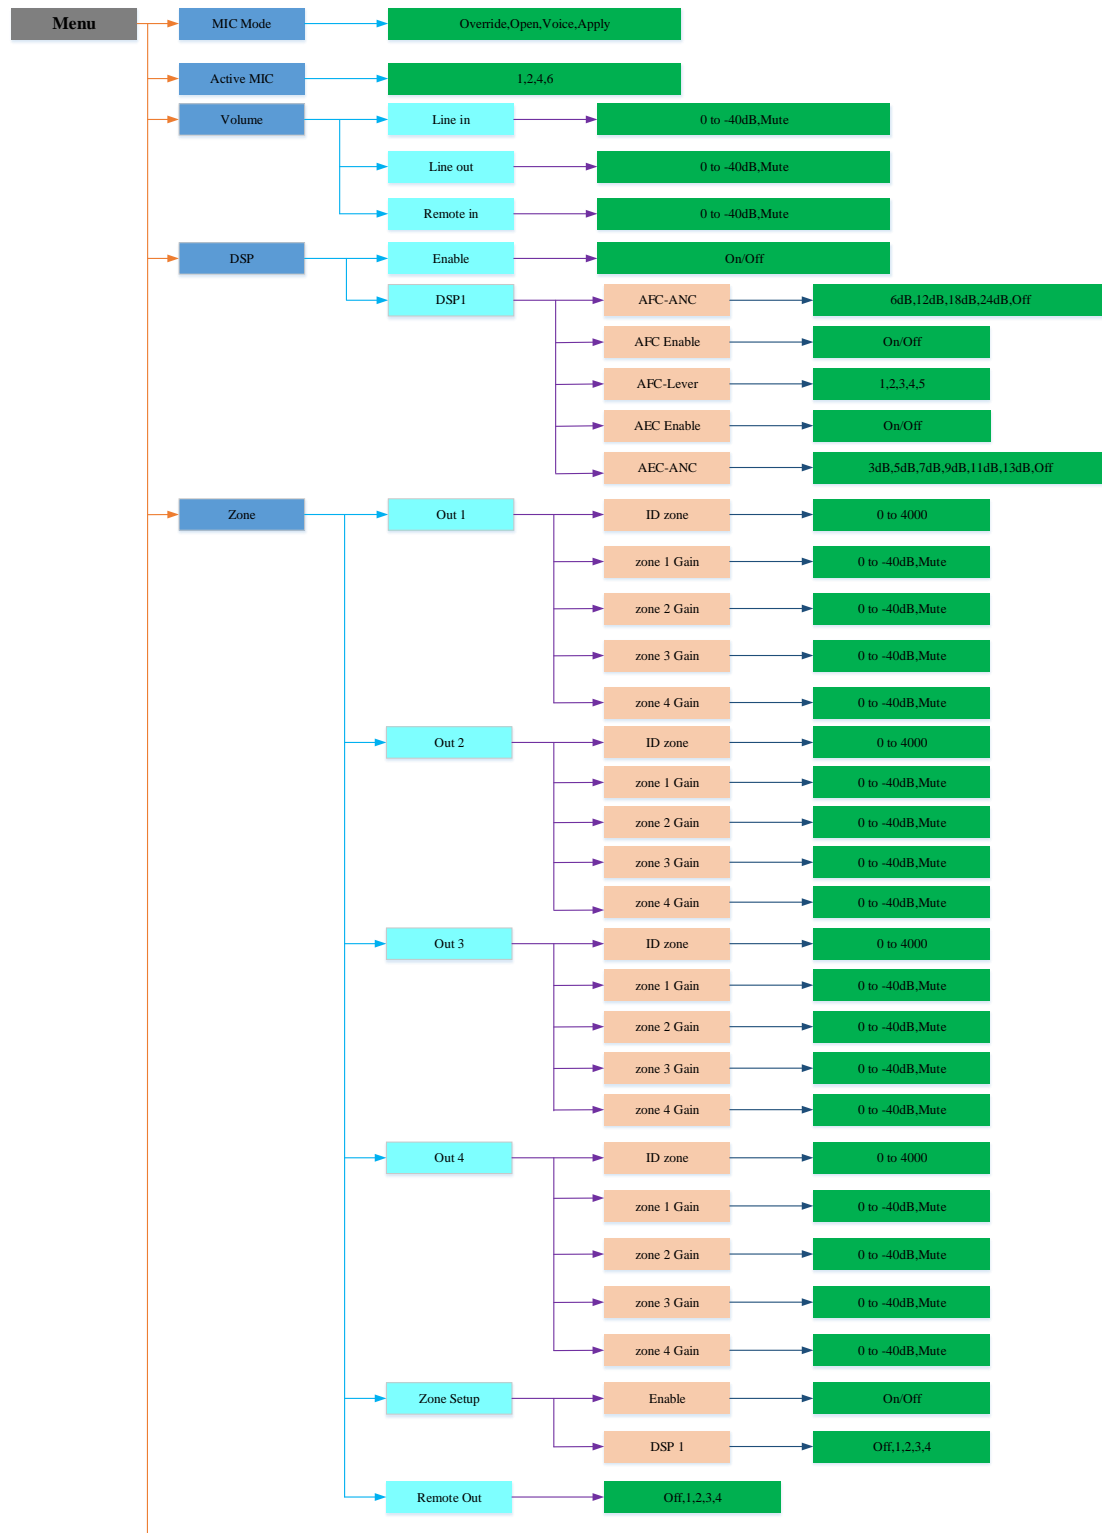 Menu
MIC Mode
Override,Open,Voice,Apply
Active MIC
1,2,4,6
Volume
Line in
0 to -40dB,Mute
Line out
0 to -40dB,Mute
Remote in
0 to -40dB,Mute
DSP
Enable
On/Off
DSP1
AFC-ANC
6dB,12dB,18dB,24dB,Off
AFC Enable
On/Off
AFC-Lever
1,2,3,4,5
AEC Enable
On/Off
AEC-ANC
3dB,5dB,7dB,9dB,11dB,13dB,Off
Zone
Out 1
ID zone
0 to 4000
zone 1 Gain
0 to -40dB,Mute
zone 2 Gain
0 to -40dB,Mute
zone 3 Gain
0 to -40dB,Mute
zone 4 Gain
0 to -40dB,Mute
Out 2
ID zone
0 to 4000
zone 1 Gain
0 to -40dB,Mute
zone 2 Gain
0 to -40dB,Mute
zone 3 Gain
0 to -40dB,Mute
zone 4 Gain
0 to -40dB,Mute
Out 3
ID zone
0 to 4000
zone 1 Gain
0 to -40dB,Mute
zone 2 Gain
0 to -40dB,Mute
zone 3 Gain
0 to -40dB,Mute
zone 4 Gain
0 to -40dB,Mute
Out 4
ID zone
0 to 4000
zone 1 Gain
0 to -40dB,Mute
zone 2 Gain
0 to -40dB,Mute
zone 3 Gain
0 to -40dB,Mute
zone 4 Gain
0 to -40dB,Mute
Zone Setup
Enable
On/Off
DSP 1
Off,1,2,3,4
Remote Out
Off,1,2,3,4